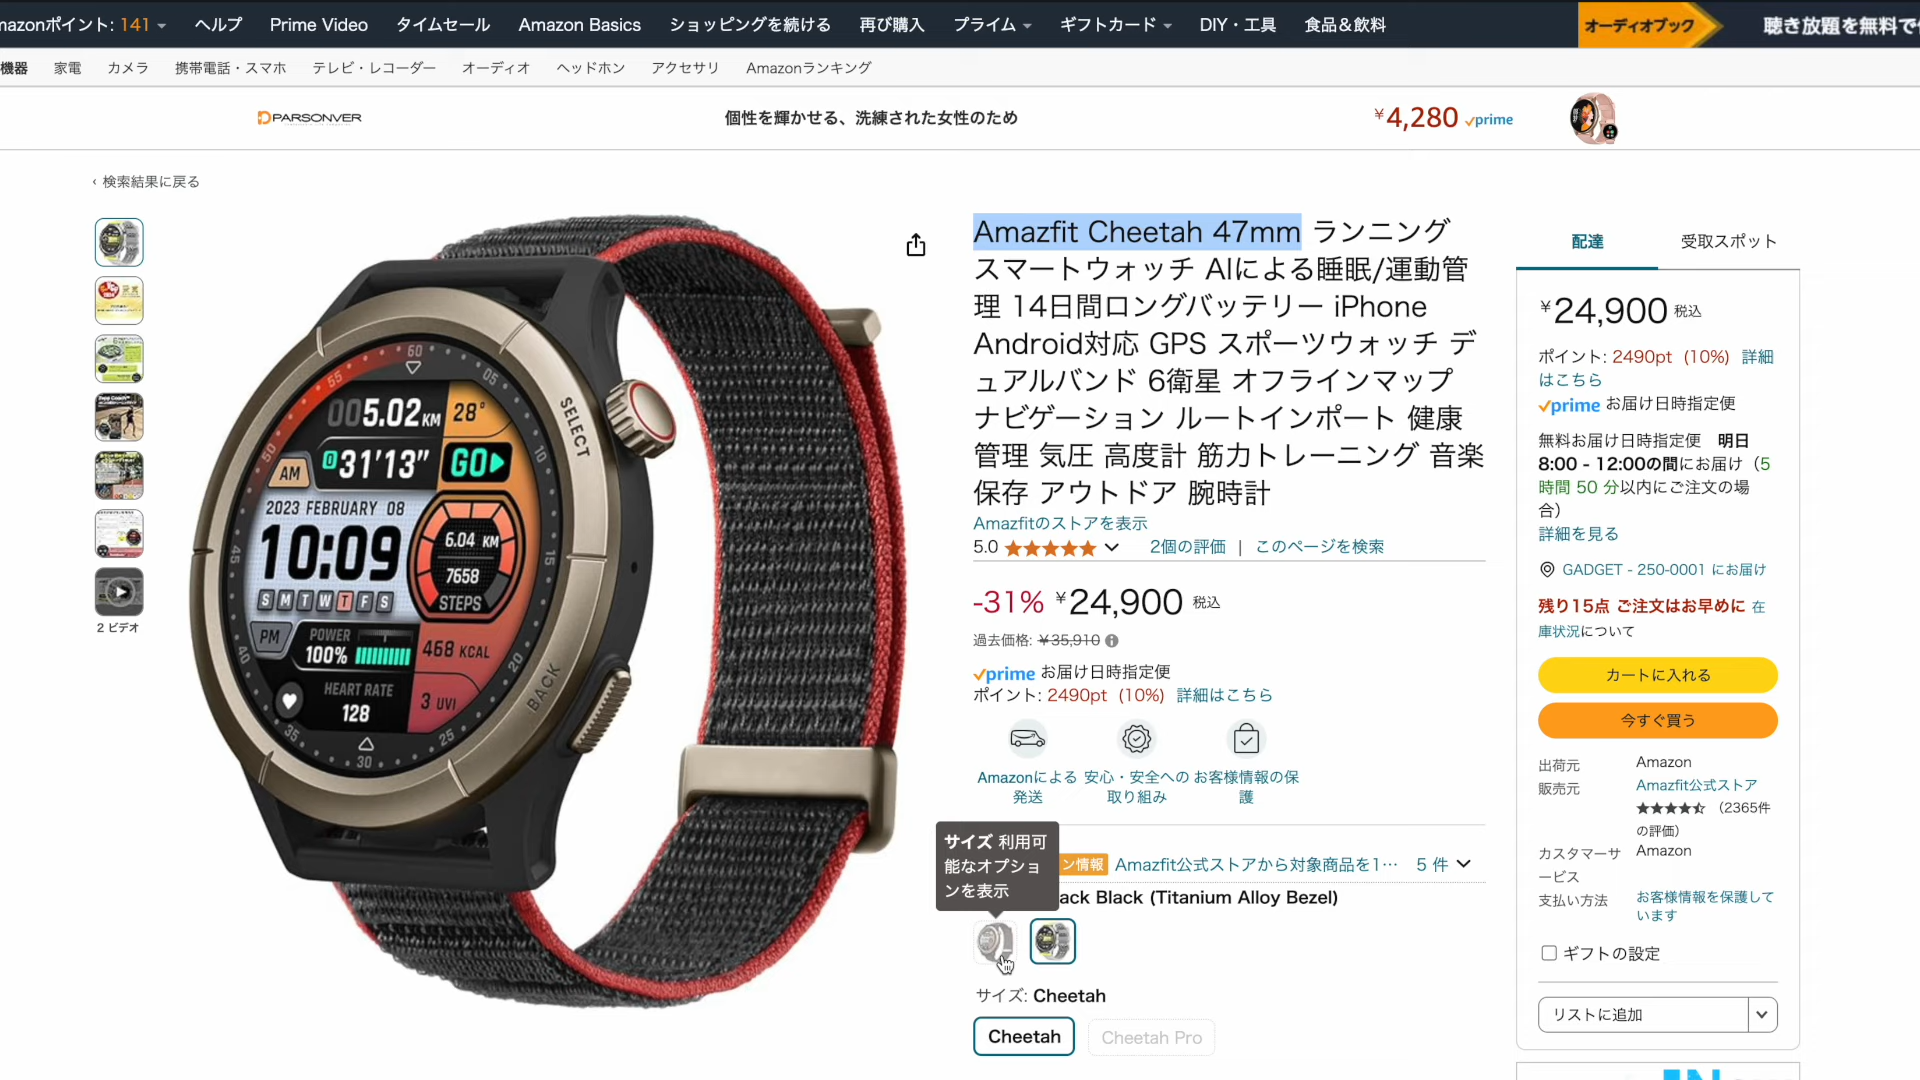 mazonポイント: 141 ヘルプ Prime Video タイムセール Amazon Basics ショッピングを続ける 再び購入 プライム ギフトカード DIY・工具 食品＆飲料 オーディオブック 聴き放題を無料で
機器 家電 カメラ 携帯電話・スマホ テレビ・レコーダー オーディオ ヘッドホン アクセサリ Amazonランキング
PARSONVER 個性を輝かせる、洗練された女性のため ¥4,280 prime
‹ 検索結果に戻る
2 ビデオ
60
55 05
50 10
45 15
40 20
35 25
30
005.02 KM 28°
AM 31'13" GO
2023 FEBRUARY 08
10:09
S M T W T F S
6.04 KM
7658
STEPS
PM POWER
100%
468 KCAL
HEART RATE
128
3 UVI
SELECT
BACK
Amazfit Cheetah 47mm ランニング
スマートウォッチ AIによる睡眠/運動管
理 14日間ロングバッテリー iPhone
Android対応 GPS スポーツウォッチ デ
ュアルバンド 6衛星 オフラインマップ
ナビゲーション ルートインポート 健康
管理 気圧 高度計 筋力トレーニング 音楽
保存 アウトドア 腕時計
Amazfitのストアを表示
5.0 2個の評価 | このページを検索
-31% ¥24,900 税込
過去価格: ¥35,910
prime お届け日時指定便
ポイント: 2490pt (10%) 詳細はこちら
Amazonによる
発送
安心・安全への
取り組み
お客様情報の保
護
サイズ 利用可
能なオプショ
ンを表示
ン情報 Amazfit公式ストアから対象商品を1… 5 件
ack Black (Titanium Alloy Bezel)
サイズ: Cheetah
Cheetah Cheetah Pro
配達 受取スポット
¥24,900 税込
ポイント: 2490pt (10%) 詳細
はこちら
prime お届け日時指定便
無料お届け日時指定便 明日
8:00 - 12:00の間にお届け（5
時間 50 分以内にご注文の場
合）
詳細を見る
GADGET - 250-0001 にお届け
残り15点 ご注文はお早めに 在
庫状況について
カートに入れる
今すぐ買う
出荷元 Amazon
販売元 Amazfit公式ストア
（2365件
の評価）
カスタマーサ
ービス
Amazon
支払い方法 お客様情報を保護して
います
ギフトの設定
リストに追加